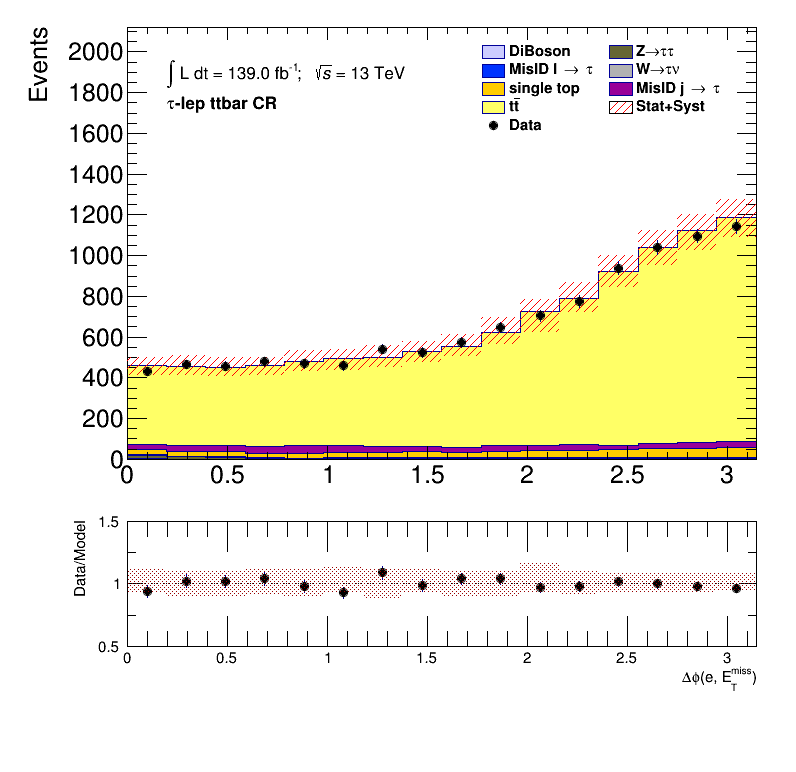 Events
2000
1800
1600
1400
1200
1000
800
600
400
200
0
∫ L dt = 139.0 fb⁻¹; √s = 13 TeV
τ-lep ttbar CR
DiBoson
Z→ττ
MisID l → τ
W→τν
single top
MisID j → τ
tt̄
Stat+Syst
Data
0 0.5 1 1.5 2 2.5 3
Data/Model
1.5
1
0.5
0 0.5 1 1.5 2 2.5 3
Δϕ(e, E_T^miss)